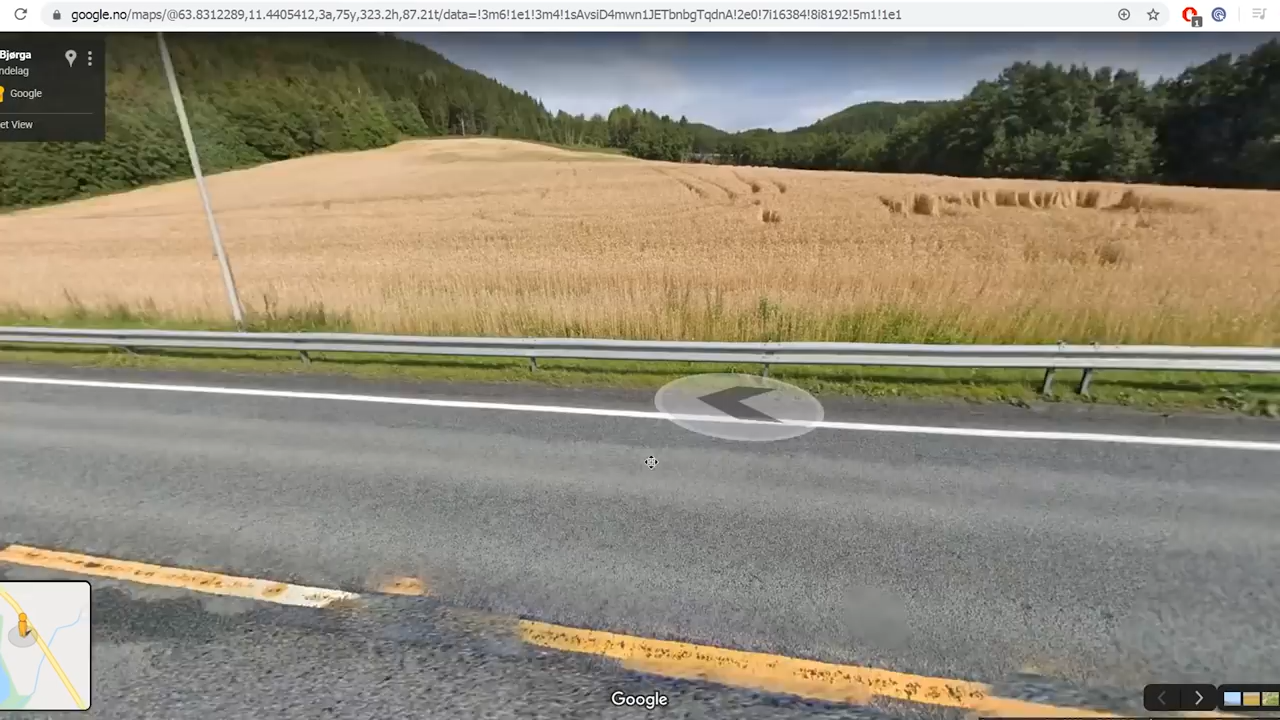 google.no/maps/@63.8312289,11.4405412,3a,75y,323.2h,87.21t/data=!3m6!1e1!3m4!1sAvsiD4mwn1JETbnbgTqdnA!2e0!7i16384!8i8192!5m1!1e1
1
Bjørga
ndelag
Google
et View
Google